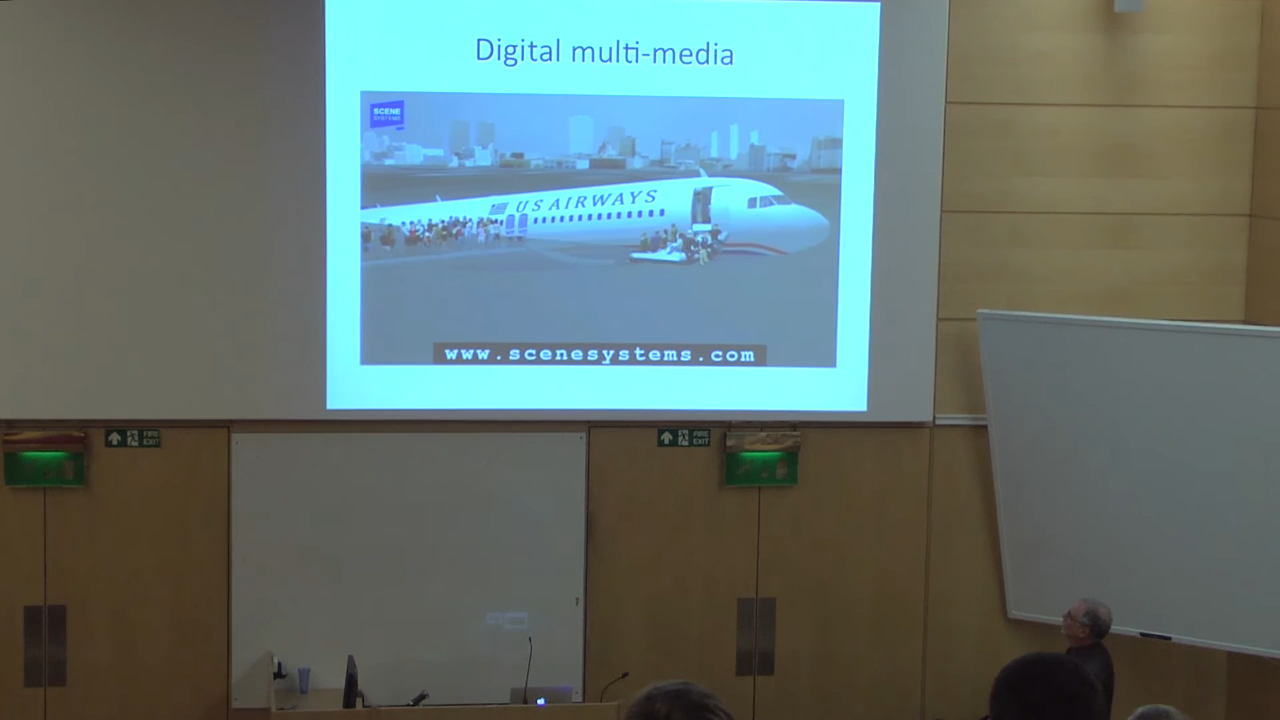 Digital multi-media
SCENE
SYSTEMS
US AIRWAYS
www.scenesystems.com
FIRE
EXIT
FIRE
EXIT